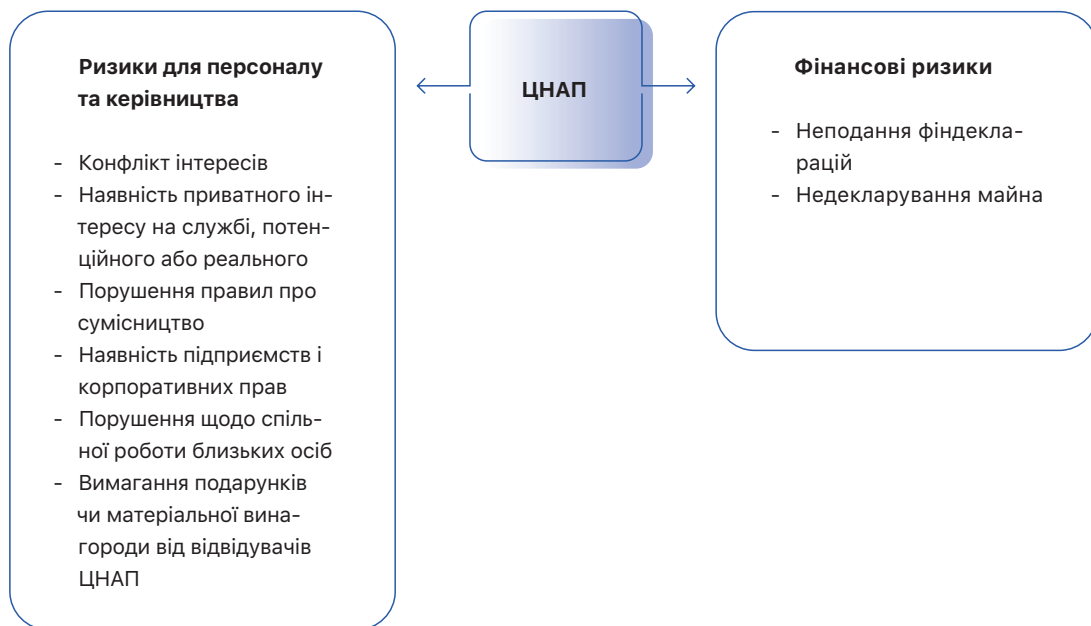 Ризики для персоналу
та керівництва
- Конфлікт інтересів
- Наявність приватного ін-
тересу на службі, потен-
ційного або реального
- Порушення правил про
сумісництво
- Наявність підприємств і
корпоративних прав
- Порушення щодо спіль-
ної роботи близьких осіб
- Вимагання подарунків
чи матеріальної вина-
городи від відвідувачів
ЦНАП
ЦНАП
Фінансові ризики
- Неподання фіндекла-
рацій
- Недекларування майна